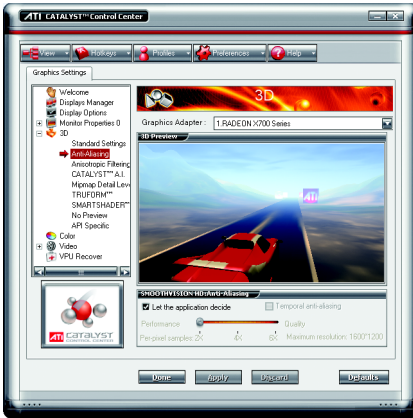 ATI CATALYST™ Control Center
View
Hotkeys
Profiles
Preferences
Help
Graphics Settings
Welcome
Displays Manager
Display Options
Monitor Properties 0
3D
Standard Settings
Anti-Aliasing
Anisotropic Filtering
CATALYST™ A.I.
Mipmap Detail Leve
TRUFORM™
SMARTSHADER™
No Preview
API Specific
Color
Video
VPU Recover
ATI CATALYST
CONTROL CENTER
3D
Graphics Adapter :
1.RADEON X700 Series
3D Preview
ATI
SMOOTHVISION HD:Anti-Aliasing
Let the application decide
Temporal anti-aliasing
Performance
Quality
Per-pixel samples: 2X
4X
6X
Maximum resolution: 1600*1200
Done
Apply
Discard
Defaults